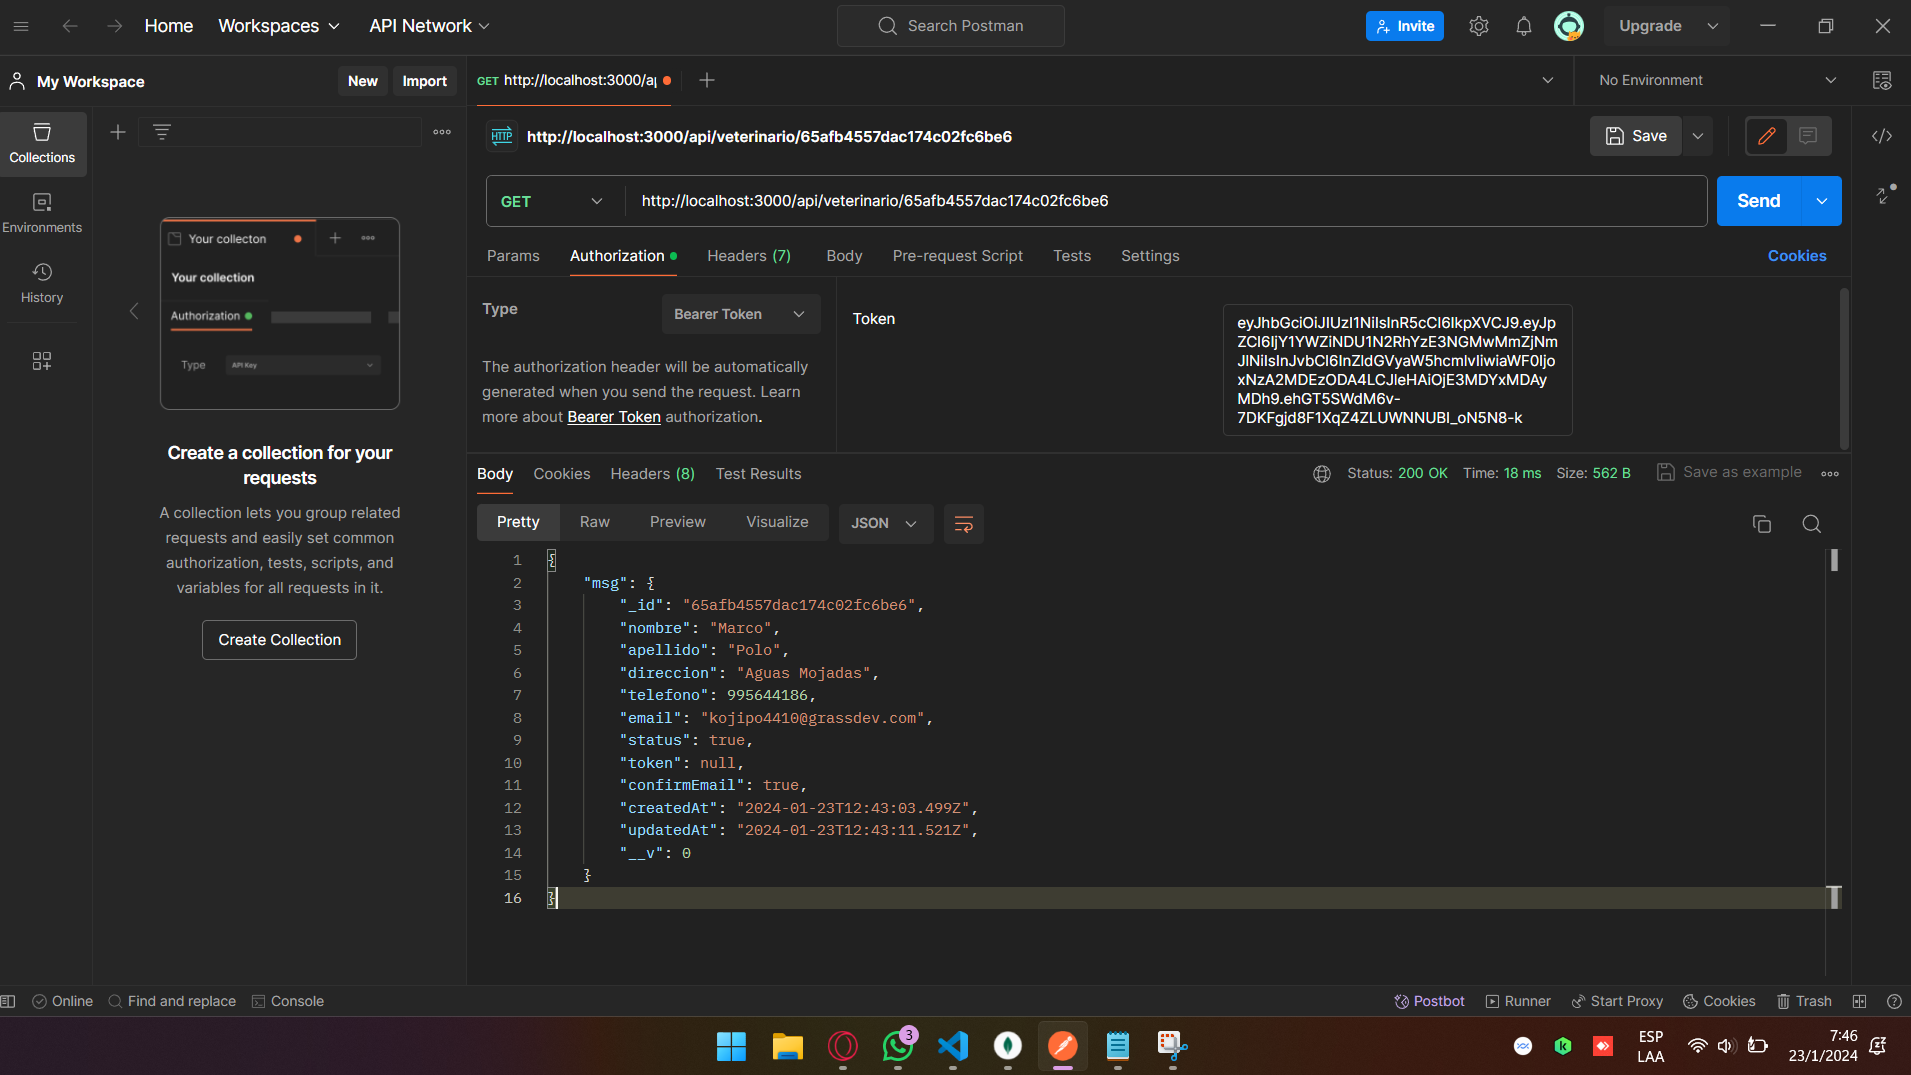 Home
Workspaces
API Network
Search Postman
Invite
Upgrade
My Workspace
New
Import
GET http://localhost:3000/a
No Environment
Collections
HTTP http://localhost:3000/api/veterinario/65afb4557dac174c02fc6be6
Save
Environments
GET
http://localhost:3000/api/veterinario/65afb4557dac174c02fc6be6
Send
Your collecton
Params
Authorization
Headers (7)
Body
Pre-request Script
Tests
Settings
Cookies
History
Your collection
Authorization
Type
API Key
Type
Bearer Token
The authorization header will be automatically
generated when you send the request. Learn
more about Bearer Token authorization.
Token
eyJhbGciOiJIUzI1NiIsInR5cCI6IkpXVCJ9.eyJp
ZCI6IjY1YWZiNDU1N2RhYzE3NGMwMmZjNm
JlNiIsInJvbCI6InZldGVyaW5hcmlvIiwiaWF0Ijo
xNzA2MDEzODA4LCJleHAiOjE3MDYxMDAy
MDh9.ehGT5SWdM6v-
7DKFgjd8F1XqZ4ZLUWNNUBl_oN5N8-k
Create a collection for your
requests
A collection lets you group related
requests and easily set common
authorization, tests, scripts, and
variables for all requests in it.
Create Collection
Body
Cookies
Headers (8)
Test Results
Status: 200 OK
Time: 18 ms
Size: 562 B
Save as example
Pretty
Raw
Preview
Visualize
JSON
1 {
2 "msg": {
3 "_id": "65afb4557dac174c02fc6be6",
4 "nombre": "Marco",
5 "apellido": "Polo",
6 "direccion": "Aguas Mojadas",
7 "telefono": 995644186,
8 "email": "kojipo4410@grassdev.com",
9 "status": true,
10 "token": null,
11 "confirmEmail": true,
12 "createdAt": "2024-01-23T12:43:03.499Z",
13 "updatedAt": "2024-01-23T12:43:11.521Z",
14 "__v": 0
15 }
16 }
Online
Find and replace
Console
Postbot
Runner
Start Proxy
Cookies
Trash
3
ESP
LAA
7:46
23/1/2024